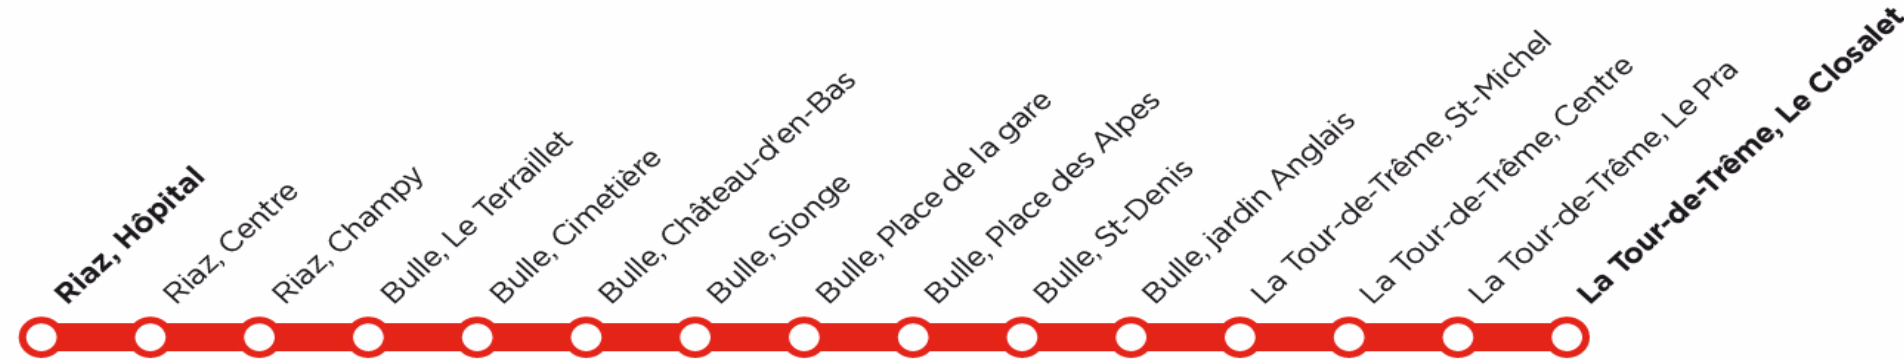 Riaz, Hôpital
Riaz, Centre
Riaz, Champy
Bulle, Le Terraillet
Bulle, Cimetière
Bulle, Château-d'en-Bas
Bulle, Sionge
Bulle, Place de la gare
Bulle, Place des Alpes
Bulle, St-Denis
Bulle, jardin Anglais
La Tour-de-Trême, St-Michel
La Tour-de-Trême, Centre
La Tour-de-Trême, Le Pra
La Tour-de-Trême, Le Closalet